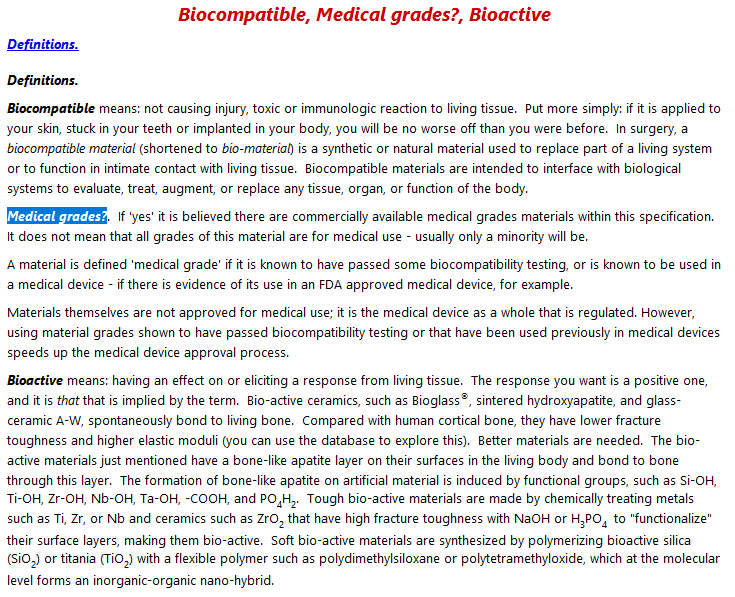 Biocompatible, Medical grades?, Bioactive
Definitions.
Definitions.
Biocompatible means: not causing injury, toxic or immunologic reaction to living tissue.  Put more simply: if it is applied to
your skin, stuck in your teeth or implanted in your body, you will be no worse off than you were before.  In surgery, a
biocompatible material (shortened to bio-material) is a synthetic or natural material used to replace part of a living system
or to function in intimate contact with living tissue.  Biocompatible materials are intended to interface with biological
systems to evaluate, treat, augment, or replace any tissue, organ, or function of the body.
Medical grades?.  If 'yes' it is believed there are commercially available medical grades materials within this specification.
It does not mean that all grades of this material are for medical use - usually only a minority will be.
A material is defined 'medical grade' if it is known to have passed some biocompatibility testing, or is known to be used in
a medical device - if there is evidence of its use in an FDA approved medical device, for example.
Materials themselves are not approved for medical use; it is the medical device as a whole that is regulated. However,
using material grades shown to have passed biocompatibility testing or that have been used previously in medical devices
speeds up the medical device approval process.
Bioactive means: having an effect on or eliciting a response from living tissue.  The response you want is a positive one,
and it is that that is implied by the term.  Bio-active ceramics, such as Bioglass®, sintered hydroxyapatite, and glass-
ceramic A-W, spontaneously bond to living bone.  Compared with human cortical bone, they have lower fracture
toughness and higher elastic moduli (you can use the database to explore this).  Better materials are needed.  The bio-
active materials just mentioned have a bone-like apatite layer on their surfaces in the living body and bond to bone
through this layer.  The formation of bone-like apatite on artificial material is induced by functional groups, such as Si-OH,
Ti-OH, Zr-OH, Nb-OH, Ta-OH, -COOH, and PO₄H₂.  Tough bio-active materials are made by chemically treating metals
such as Ti, Zr, or Nb and ceramics such as ZrO₂ that have high fracture toughness with NaOH or H₃PO₄ to "functionalize"
their surface layers, making them bio-active.  Soft bio-active materials are synthesized by polymerizing bioactive silica
(SiO₂) or titania (TiO₂) with a flexible polymer such as polydimethylsiloxane or polytetramethyloxide, which at the molecular
level forms an inorganic-organic nano-hybrid.